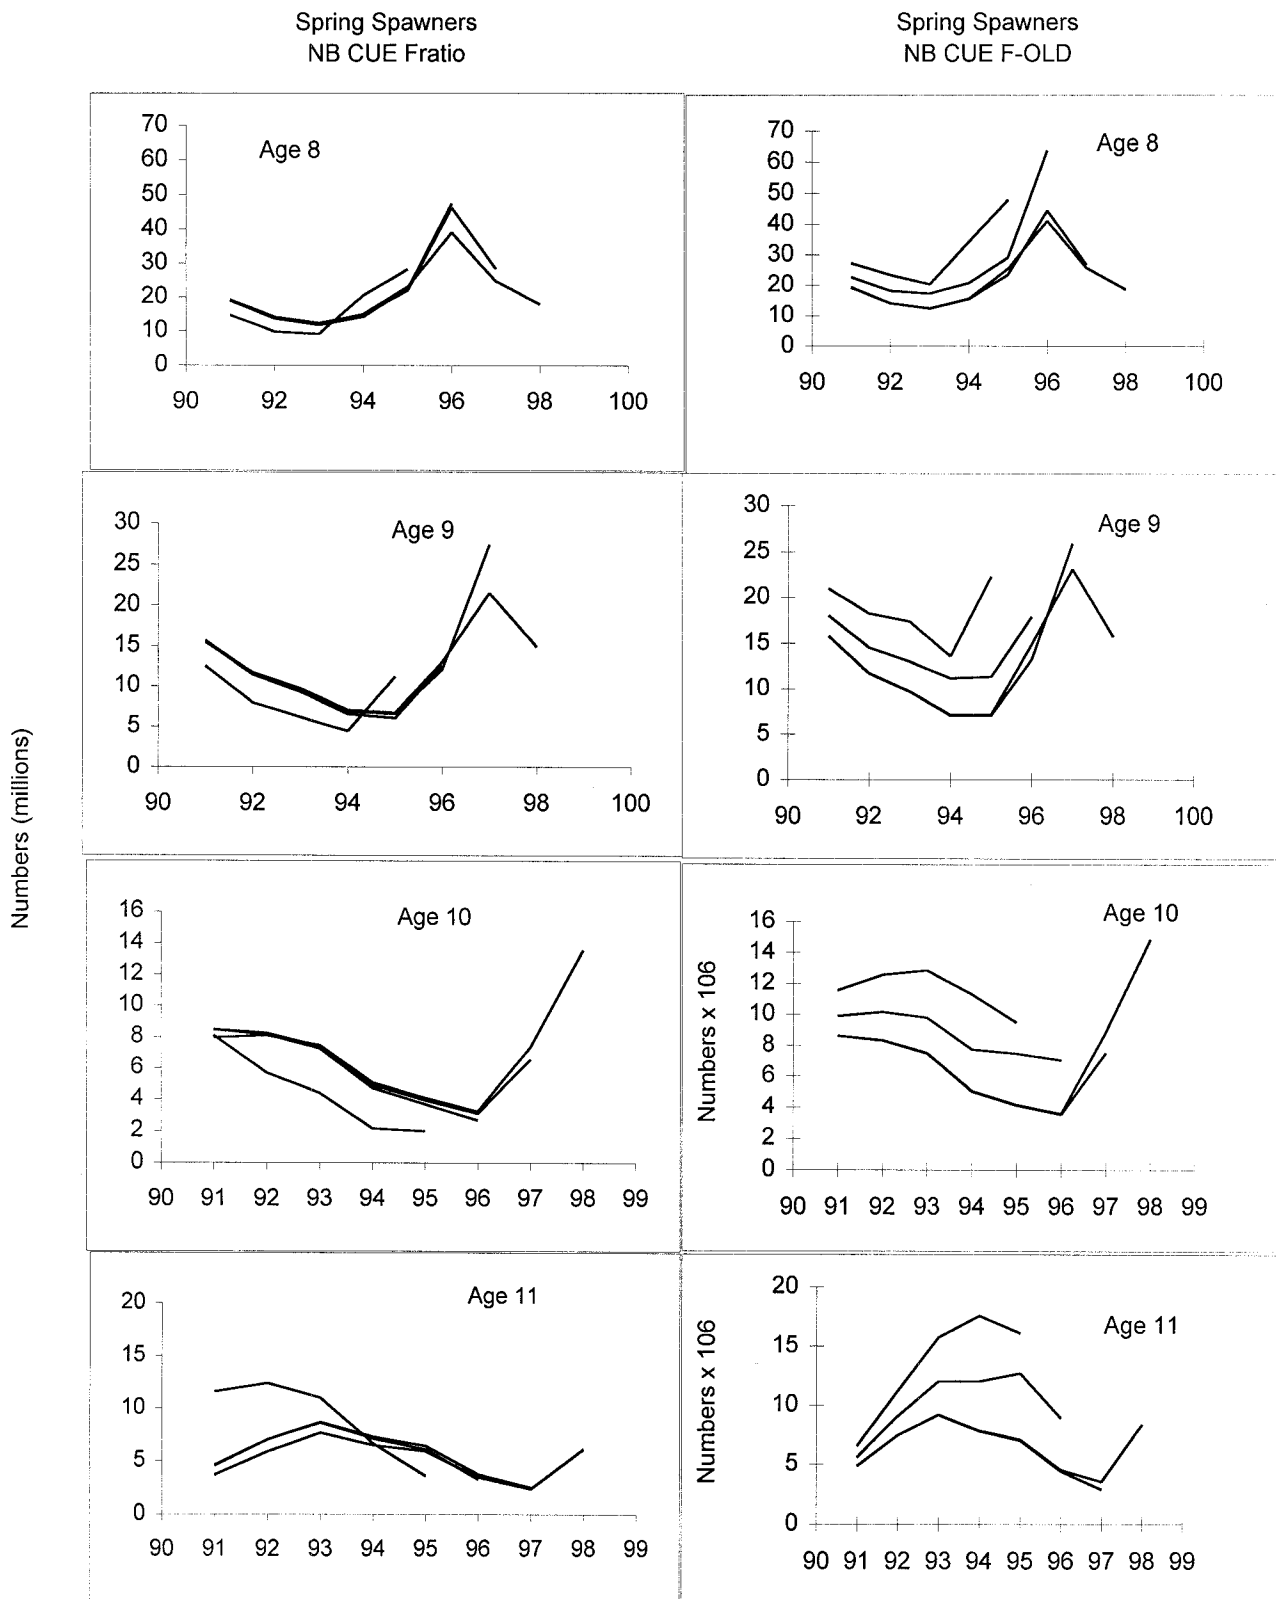 Spring Spawners
NB CUE Fratio
Spring Spawners
NB CUE F-OLD
Numbers (millions)
Age 8
70
60
50
40
30
20
10
0
90 92 94 96 98 100
Age 8
70
60
50
40
30
20
10
0
90 92 94 96 98 100
Age 9
30
25
20
15
10
5
0
90 92 94 96 98 100
Age 9
30
25
20
15
10
5
0
90 92 94 96 98 100
Age 10
16
14
12
10
8
6
4
2
0
90 91 92 93 94 95 96 97 98 99
Age 10
Numbers x 106
16
14
12
10
8
6
4
2
0
90 91 92 93 94 95 96 97 98 99
Age 11
20
15
10
5
0
90 91 92 93 94 95 96 97 98 99
Age 11
Numbers x 106
20
15
10
5
0
90 91 92 93 94 95 96 97 98 99